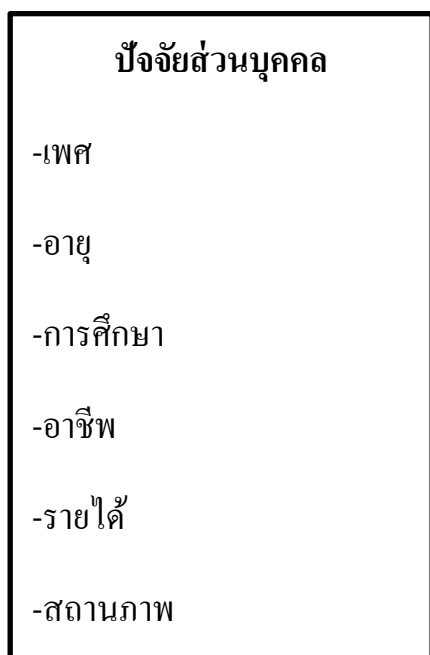 ปัจจัยส่วนบุคคล
-เพศ
-อายุ
-การศึกษา
-อาชีพ
-รายได้
-สถานภาพ